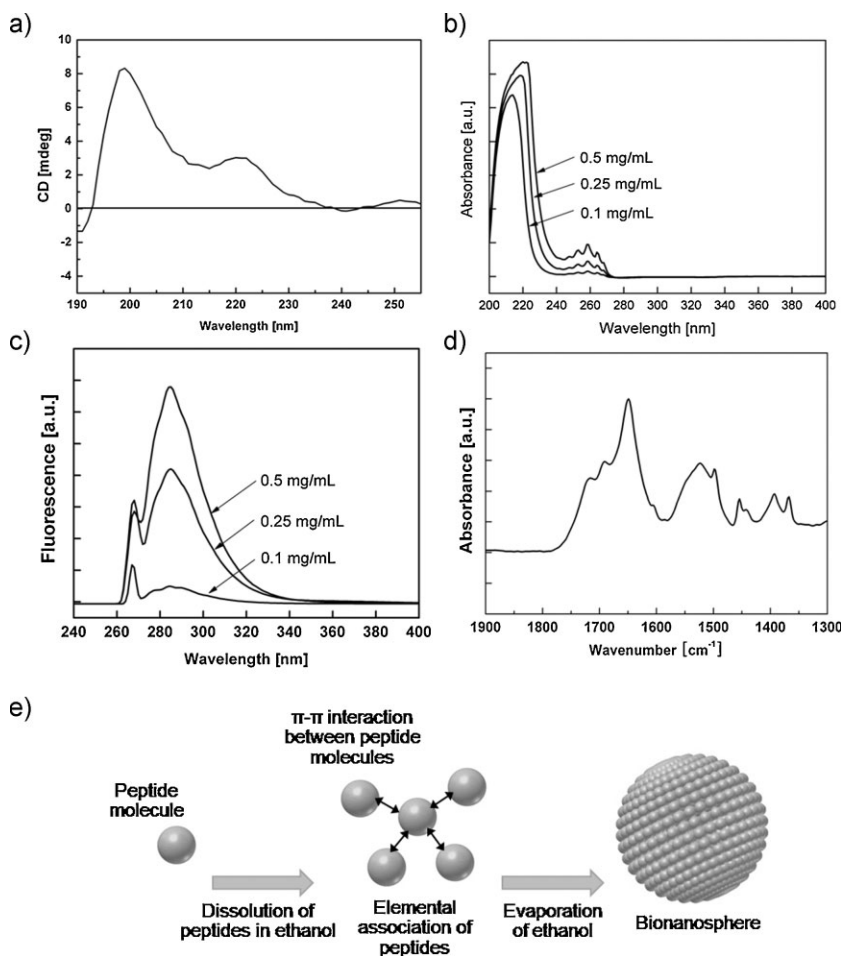 a)
10
8
6
4
2
0
-2
-4
CD [mdeg]
190 200 210 220 230 240 250
Wavelength [nm]
b)
Absorbance [a.u.]
0.5 mg/mL
0.25 mg/mL
0.1 mg/mL
200 220 240 260 280 300 320 340 360 380 400
Wavelength [nm]
c)
Fluorescence [a.u.]
0.5 mg/mL
0.25 mg/mL
0.1 mg/mL
240 260 280 300 320 340 360 380 400
Wavelength [nm]
d)
Absorbance [a.u.]
1900 1800 1700 1600 1500 1400 1300
Wavenumber [cm⁻¹]
e)
Peptide
molecule
Dissolution of
peptides in ethanol
π-π interaction
between peptide
molecules
Elemental
association of
peptides
Evaporation
of ethanol
Bionanosphere